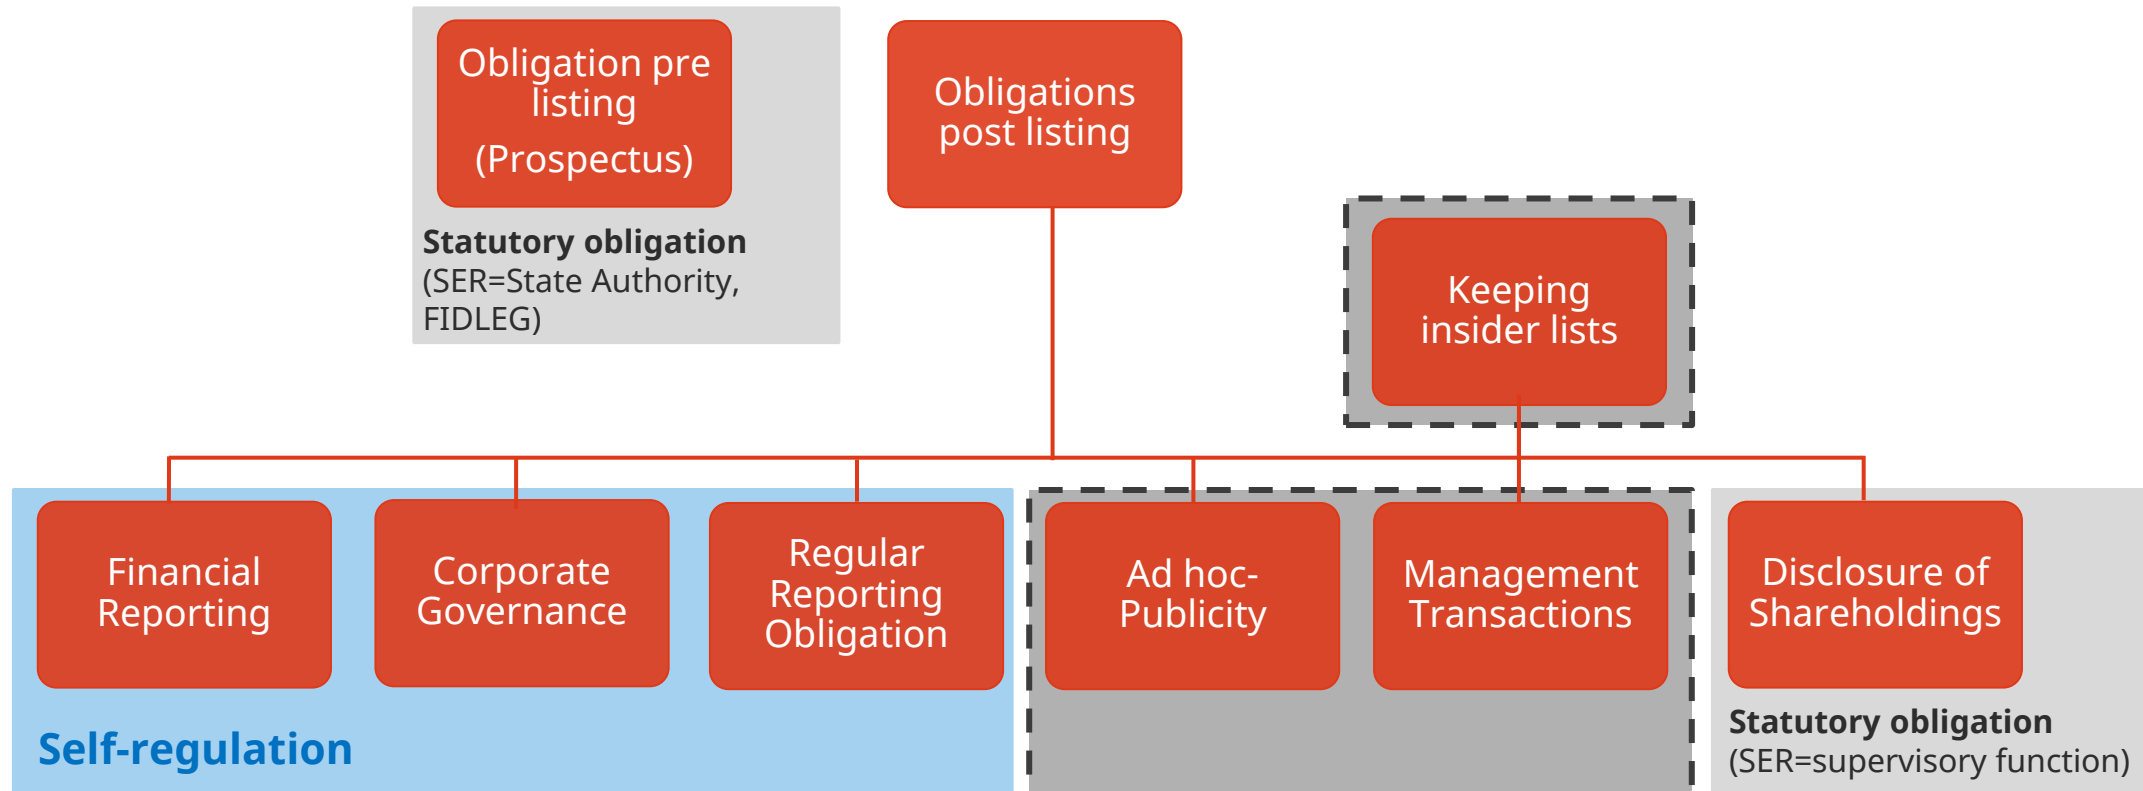 Obligation pre
listing
(Prospectus)
Statutory obligation
(SER=State Authority,
FIDLEG)
Obligations
post listing
Keeping
insider lists
Financial
Reporting
Corporate
Governance
Regular
Reporting
Obligation
Self-regulation
Ad hoc-
Publicity
Management
Transactions
Disclosure of
Shareholdings
Statutory obligation
(SER=supervisory function)